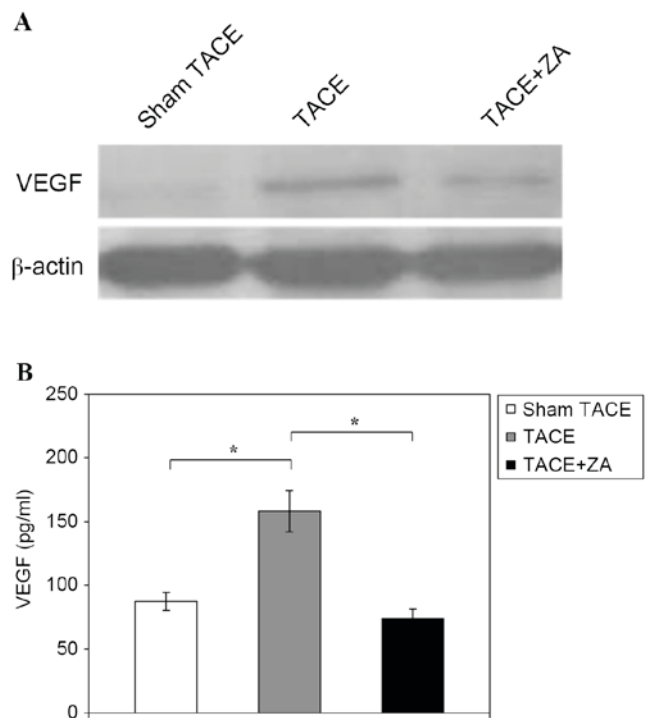 A
Sham TACE
TACE
TACE+ZA
VEGF
β-actin
B
250
200
150
100
50
0
VEGF (pg/ml)
*
*
Sham TACE
TACE
TACE+ZA